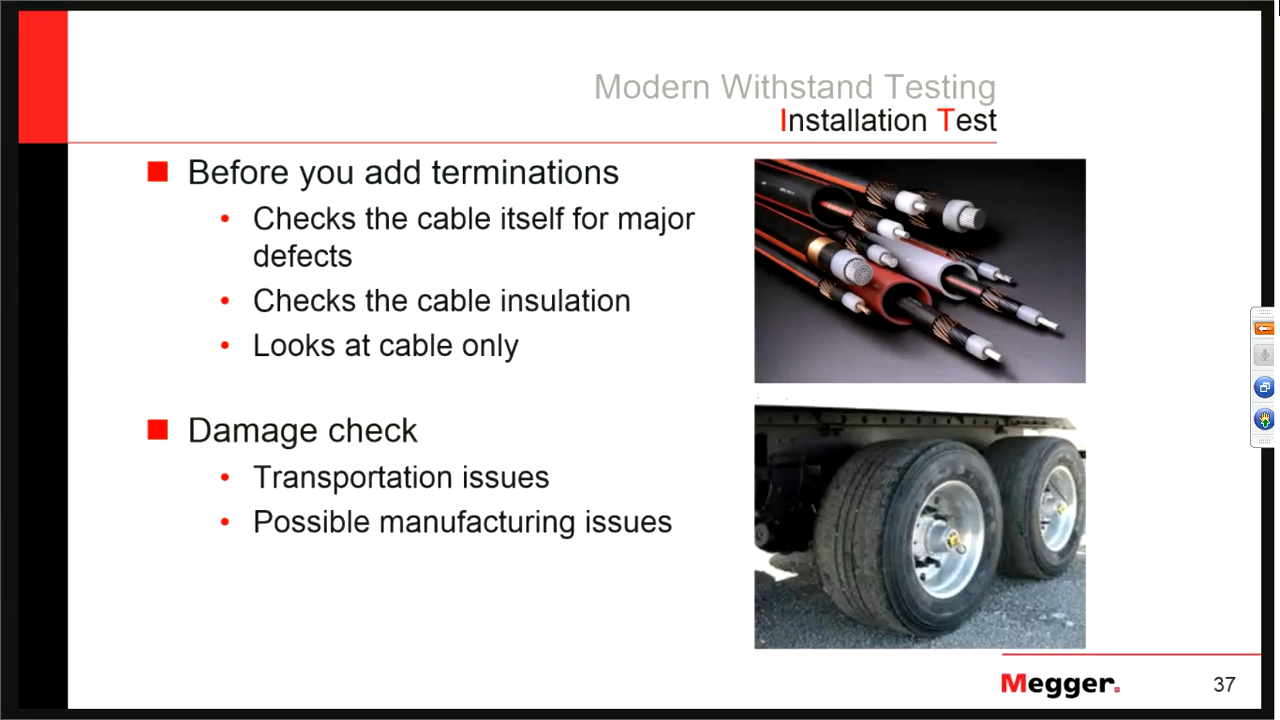 Modern Withstand Testing
Installation Test
Before you add terminations
Checks the cable itself for major
defects
Checks the cable insulation
Looks at cable only
Damage check
Transportation issues
Possible manufacturing issues
Megger.
37